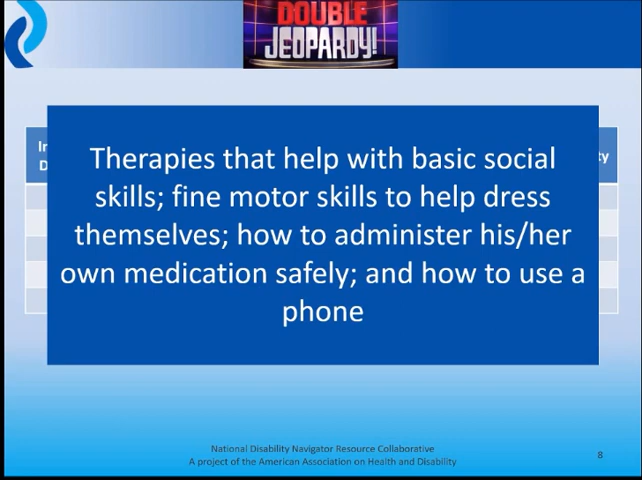 DOUBLE
JEOPARDY!
Therapies that help with basic social
skills; fine motor skills to help dress
themselves; how to administer his/her
own medication safely; and how to use a
phone
National Disability Navigator Resource Collaborative
A project of the American Association on Health and Disability
8